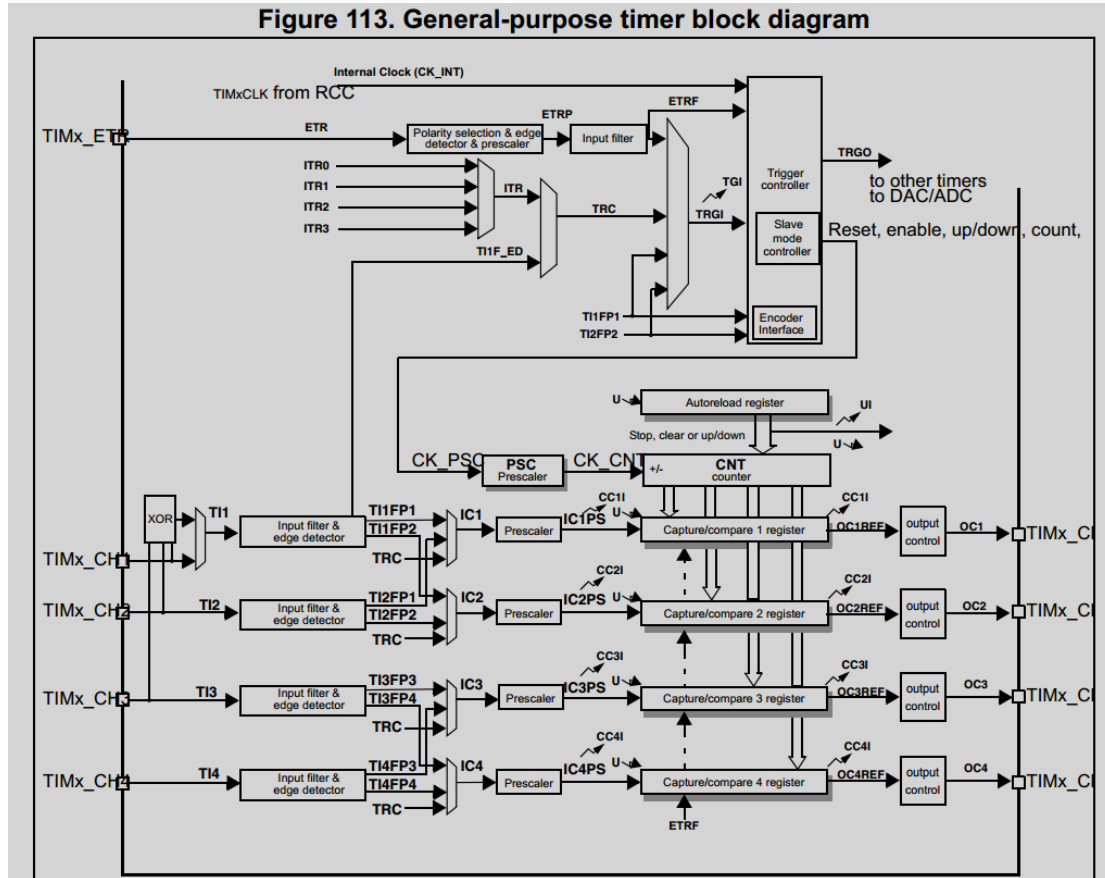 Figure 113. General-purpose timer block diagram
Internal Clock (CK_INT)
TIMxCLK from RCC
TIMx_ETR
ETR
Polarity selection & edge
detector & prescaler
ETRP
Input filter
ETRF
ITR0
ITR1
ITR2
ITR3
ITR
TI1F_ED
TRC
TGI
TRGI
TI1FP1
TI2FP2
Trigger
controller
Slave
mode
controller
Encoder
Interface
TRGO
to other timers
to DAC/ADC
Reset, enable, up/down, count,
U
Autoreload register
UI
Stop, clear or up/down
U
CK_PSC
PSC
Prescaler
CK_CNT
+/-
CNT
counter
XOR
TIMx_CH1
TI1
Input filter &
edge detector
TI1FP1
TI1FP2
TRC
IC1
Prescaler
IC1PS
CC1I
U
Capture/compare 1 register
CC1I
OC1REF
output
control
OC1
TIMx_CI
TIMx_CH2
TI2
Input filter &
edge detector
TI2FP1
TI2FP2
TRC
IC2
Prescaler
IC2PS
CC2I
U
Capture/compare 2 register
CC2I
OC2REF
output
control
OC2
TIMx_CI
TIMx_CH3
TI3
Input filter &
edge detector
TI3FP3
TI3FP4
TRC
IC3
Prescaler
IC3PS
CC3I
U
Capture/compare 3 register
CC3I
OC3REF
output
control
OC3
TIMx_CI
TIMx_CH4
TI4
Input filter &
edge detector
TI4FP3
TI4FP4
TRC
IC4
Prescaler
IC4PS
CC4I
U
Capture/compare 4 register
CC4I
OC4REF
output
control
OC4
TIMx_CI
ETRF